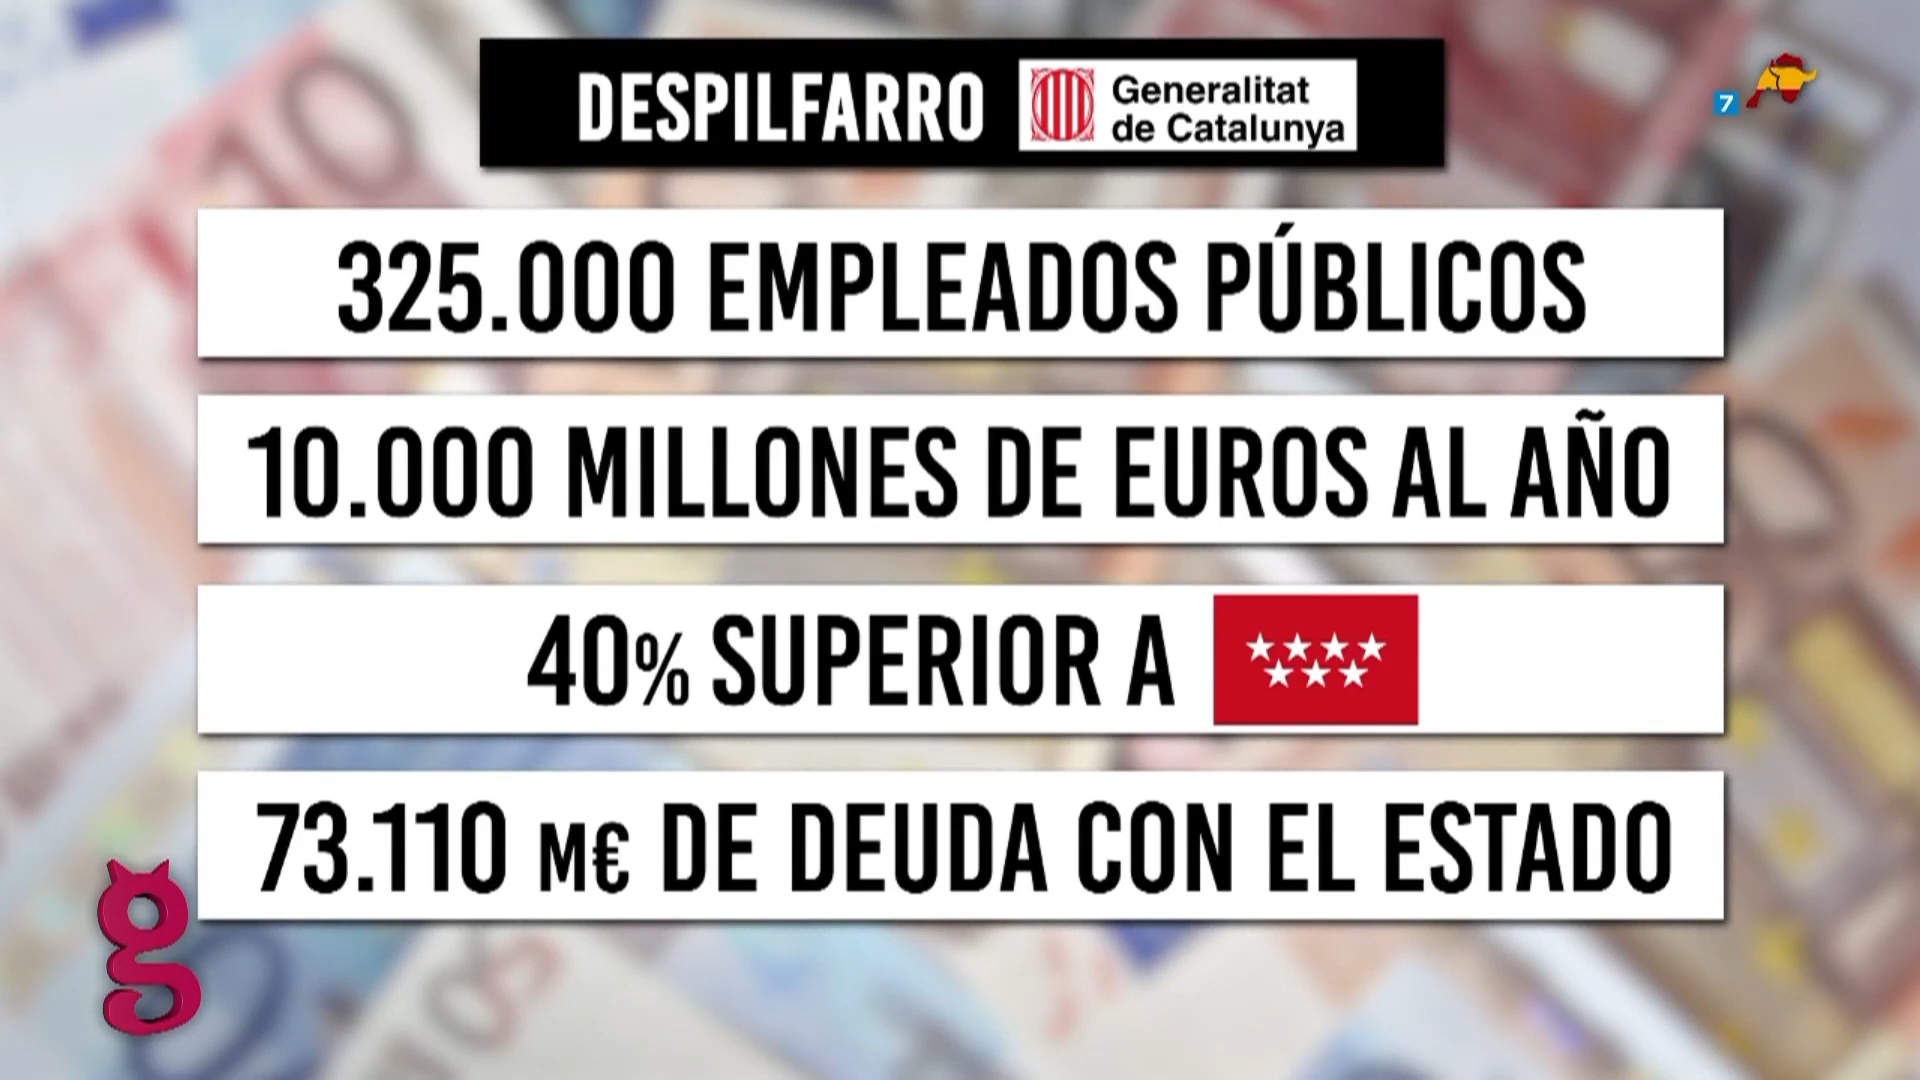 DESPILFARRO
Generalitat
de Catalunya
7
325.000 EMPLEADOS PÚBLICOS
10.000 MILLONES DE EUROS AL AÑO
40% SUPERIOR A
73.110 M€ DE DEUDA CON EL ESTADO
g